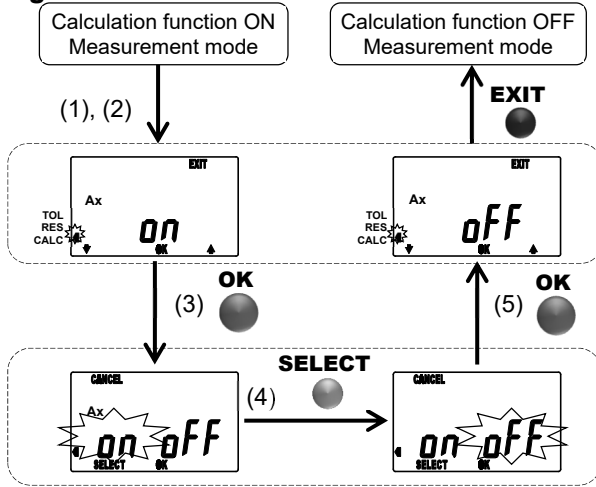 Calculation function ON
Measurement mode
Calculation function OFF
Measurement mode
(1), (2)
EXIT
EXIT
Ax
TOL
RES
CALC
on
OK
EXIT
Ax
TOL
RES
CALC
oFF
OK
(3)
OK
(5)
OK
CANCEL
Ax
on oFF
SELECT OK
(4)
SELECT
CANCEL
on oFF
SELECT OK